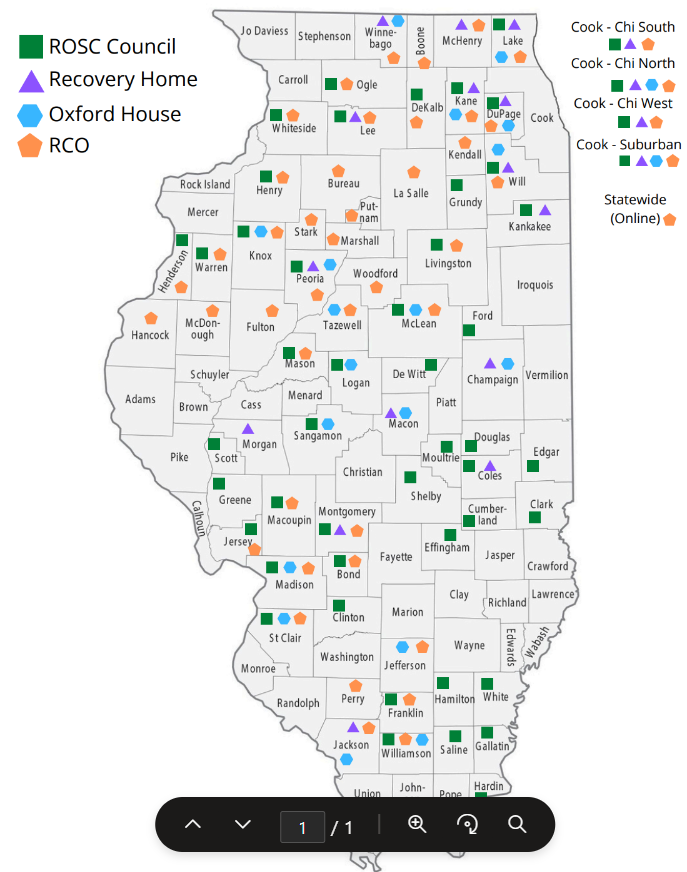 ROSC Council
Recovery Home
Oxford House
RCO
Cook - Chi South
Cook - Chi North
Cook - Chi West
Cook - Suburban
Statewide
(Online)
Jo Daviess
Stephenson
Winne-
bago
Boone
McHenry
Lake
Carroll
Ogle
DeKalb
Kane
DuPage
Cook
Whiteside
Lee
Kendall
Will
Rock Island
Henry
Bureau
La Salle
Grundy
Mercer
Put-
nam
Kankakee
Stark
Marshall
Henderson
Warren
Knox
Peoria
Woodford
Livingston
Iroquois
Hancock
McDon-
ough
Fulton
Tazewell
McLean
Ford
Mason
Schuyler
Logan
De Witt
Champaign
Vermilion
Adams
Brown
Cass
Menard
Piatt
Macon
Sangamon
Morgan
Scott
Pike
Christian
Moultrie
Douglas
Edgar
Coles
Shelby
Greene
Calhoun
Macoupin
Montgomery
Cumber-
land
Clark
Jersey
Fayette
Effingham
Jasper
Crawford
Madison
Bond
Clay
Richland
Lawrence
Clinton
Marion
St Clair
Wayne
Edwards
Wabash
Washington
Jefferson
Monroe
Randolph
Perry
Franklin
Hamilton
White
Jackson
Williamson
Saline
Gallatin
Union
John-
Pope
Hardin
1 / 1